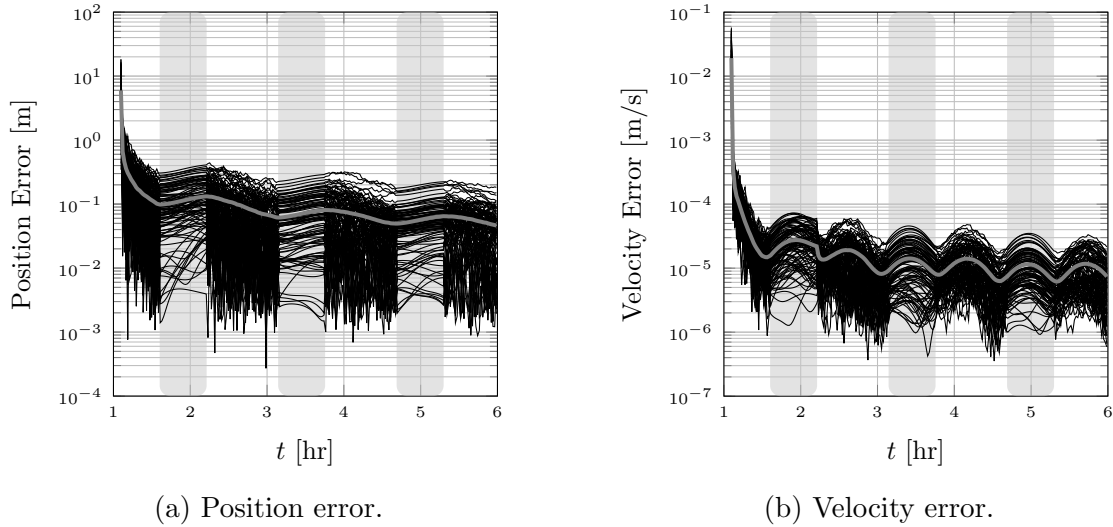 10^2
10^1
10^0
10^-1
10^-2
10^-3
10^-4
Position Error [m]
1 2 3 4 5 6
t [hr]
(a) Position error.
10^-1
10^-2
10^-3
10^-4
10^-5
10^-6
10^-7
Velocity Error [m/s]
1 2 3 4 5 6
t [hr]
(b) Velocity error.